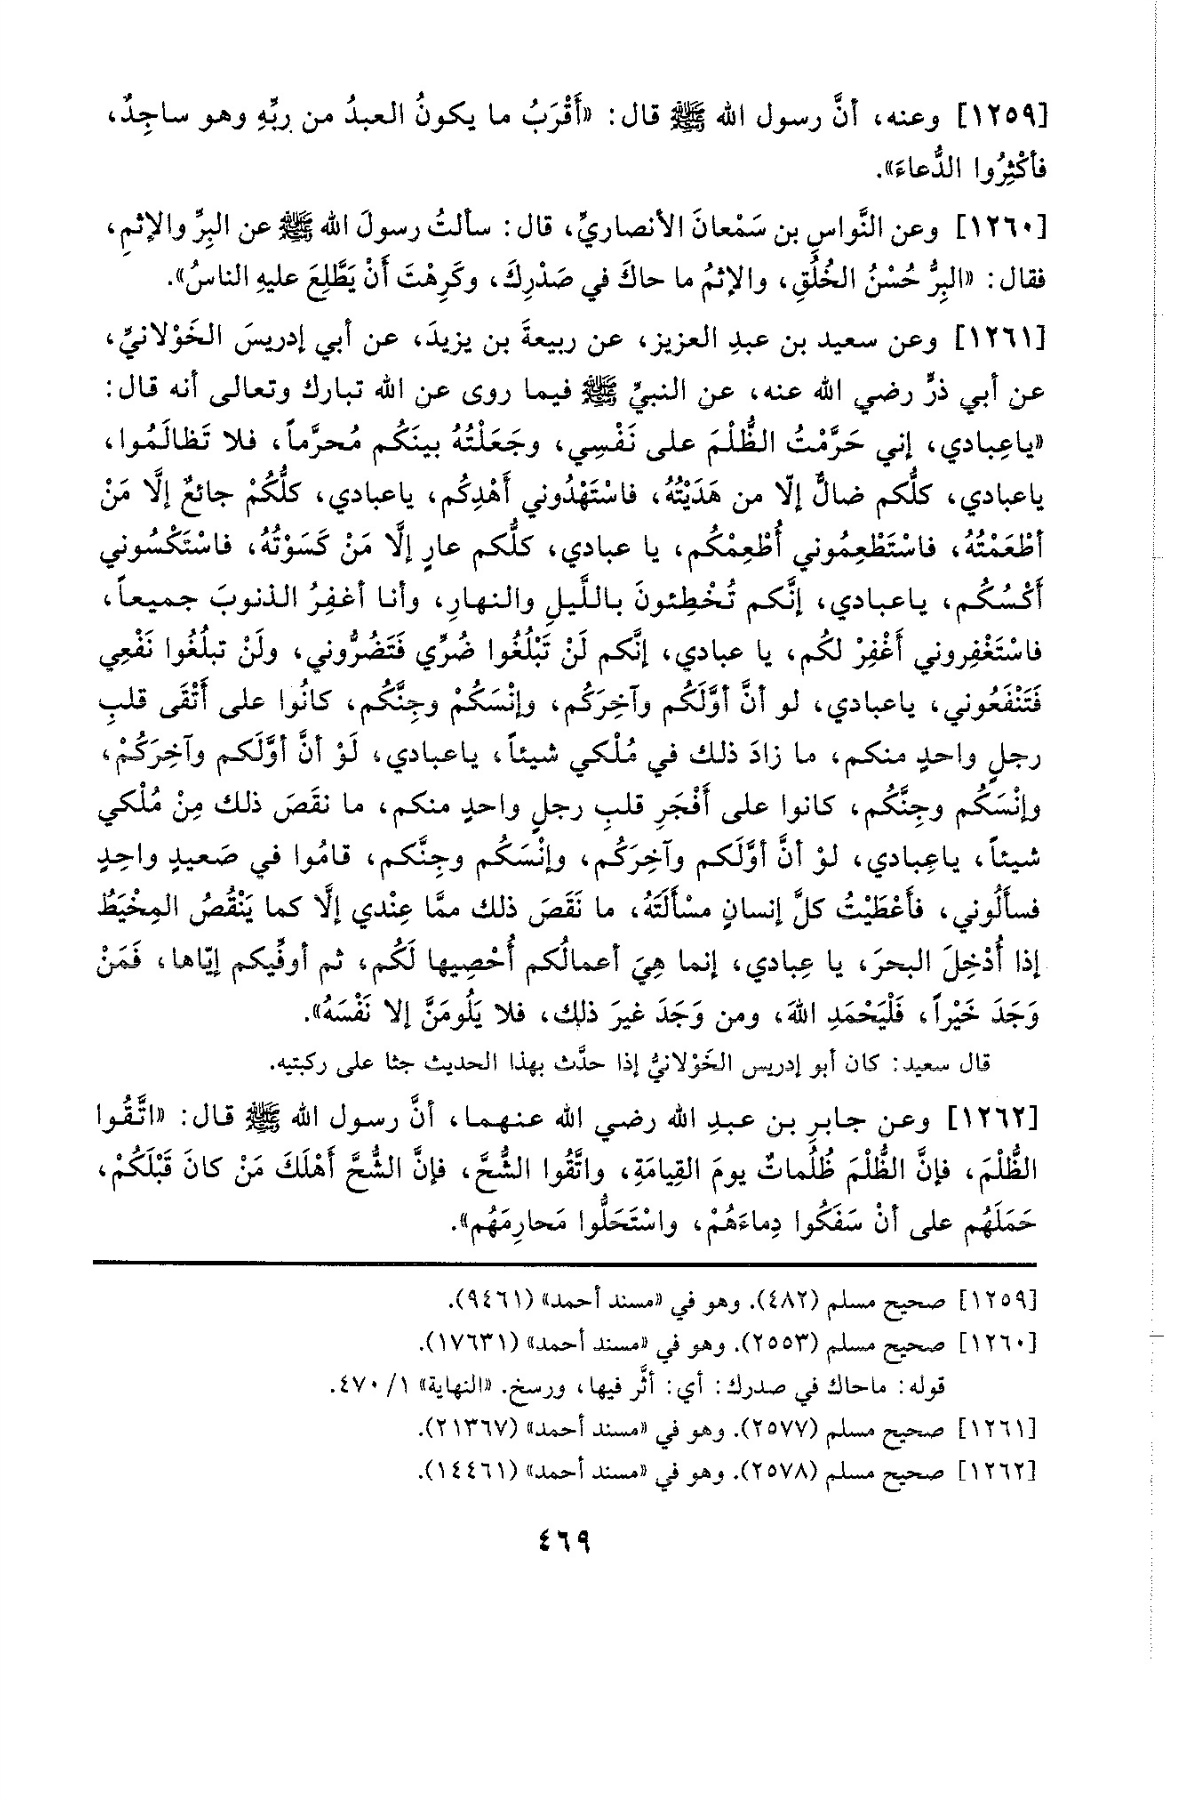 [١٢٥٩] وعنه، أنَّ رسول الله ﷺ قال: «أَقْرَبُ ما يكونُ العبدُ من ربِّهِ وهو ساجِدٌ،
فأكْثِرُوا الدُّعاءَ».
[١٢٦٠] وعن النَّواسِ بن سَمْعانَ الأنصاريِّ، قال: سألتُ رسولَ الله ﷺ عن البِرِّ والإثمِ،
فقال: «البِرُّ حُسْنُ الخُلُقِ، والإثمُ ما حاكَ في صَدْرِكَ، وكَرِهْتَ أَنْ يَطَّلِعَ عليهِ الناسُ».
[١٢٦١] وعن سعيد بن عبدِ العزيز، عن ربيعةَ بن يزيدَ، عن أبي إدريسَ الخَوْلانيِّ،
عن أبي ذرٍّ رضي الله عنه، عن النبيِّ ﷺ فيما روى عن الله تبارك وتعالى أنه قال:
«ياعِبادي، إني حَرَّمْتُ الظُّلْمَ على نَفْسِي، وجَعَلْتُهُ بينَكُم مُحرَّماً، فلا تَظالَمُوا،
ياعبادي، كلُّكم ضالٌّ إلّا من هَدَيْتُهُ، فاسْتَهْدُوني أَهْدِكُم، ياعبادي، كلُّكُمْ جائعٌ إلَّا مَنْ
أطْعَمْتُهُ، فاسْتَطْعِمُوني أُطْعِمْكُم، يا عبادي، كلُّكم عارٍ إلَّا مَنْ كَسَوْتُهُ، فاسْتَكْسُوني
أَكْسُكُم، ياعبادي، إنَّكم تُخْطِئونَ باللَّيلِ والنهارِ، وأنا أغفِرُ الذنوبَ جميعاً،
فاسْتَغْفِروني أَغْفِرْ لكُم، يا عبادي، إنَّكم لَنْ تَبْلُغُوا ضُرِّي فَتَضُرُّوني، ولَنْ تبلُغُوا نَفْعِي
فَتَنْفَعُوني، ياعبادي، لو أنَّ أوَّلَكُم وآخِرَكُم، وإنْسَكُمْ وجِنَّكُم، كانُوا على أَتْقَى قلبِ
رجلٍ واحدٍ منكم، ما زادَ ذلك في مُلْكي شيئاً، ياعبادي، لَوْ أنَّ أوَّلَكم وآخِرَكُمْ،
وإنْسَكُم وجِنَّكُم، كانوا على أَفْجَرِ قلبِ رجلٍ واحدٍ منكم، ما نقَصَ ذلك مِنْ مُلْكي
شيئاً، ياعِبادي، لوْ أنَّ أوَّلَكم وآخِرَكُم، وإنْسَكُم وجِنَّكم، قامُوا في صَعيدٍ واحِدٍ
فسألُوني، فأَعْطَيْتُ كلَّ إنسانٍ مسْأَلَتَهُ، ما نَقَصَ ذلك ممَّا عِنْدي إلَّا كما يَنْقُصُ المِخْيَطُ
إذا أُدْخِلَ البحرَ، يا عِبادي، إنما هِيَ أعمالُكم أُحْصِيها لَكُم، ثم أوفِّيكم إيّاها، فَمَنْ
وَجَدَ خَيْراً، فَلْيَحْمَدِ اللهَ، ومن وَجَدَ غيرَ ذلك، فلا يَلُومَنَّ إلا نَفْسَهُ».
قال سعيد: كان أبو إدريس الخَوْلانيُّ إذا حدَّث بهذا الحديث جثا على ركبتيه.
[١٢٦٢] وعن جابرِ بن عبدِ الله رضي الله عنهما، أنَّ رسول الله ﷺ قال: «اتَّقُوا
الظُّلْمَ، فإنَّ الظُّلْمَ ظُلُماتٌ يومَ القِيامَةِ، واتَّقُوا الشُّحَّ، فإنَّ الشُّحَّ أَهْلَكَ مَنْ كانَ قَبْلَكُمْ،
حَمَلَهُم على أنْ سَفَكُوا دِماءَهُمْ، واسْتَحَلُّوا مَحارِمَهُم».
[١٢٥٩] صحيح مسلم (٤٨٢). وهو في «مسند أحمد» (٩٤٦١).
[١٢٦٠] صحيح مسلم (٢٥٥٣). وهو في «مسند أحمد» (١٧٦٣١).
قوله: ماحاك في صدرك: أي: أثَّر فيها، ورسخ. «النهاية» ١/ ٤٧٠.
[١٢٦١] صحيح مسلم (٢٥٧٧). وهو في «مسند أحمد» (٢١٣٦٧).
[١٢٦٢] صحيح مسلم (٢٥٧٨). وهو في «مسند أحمد» (١٤٤٦١).
٤٦٩